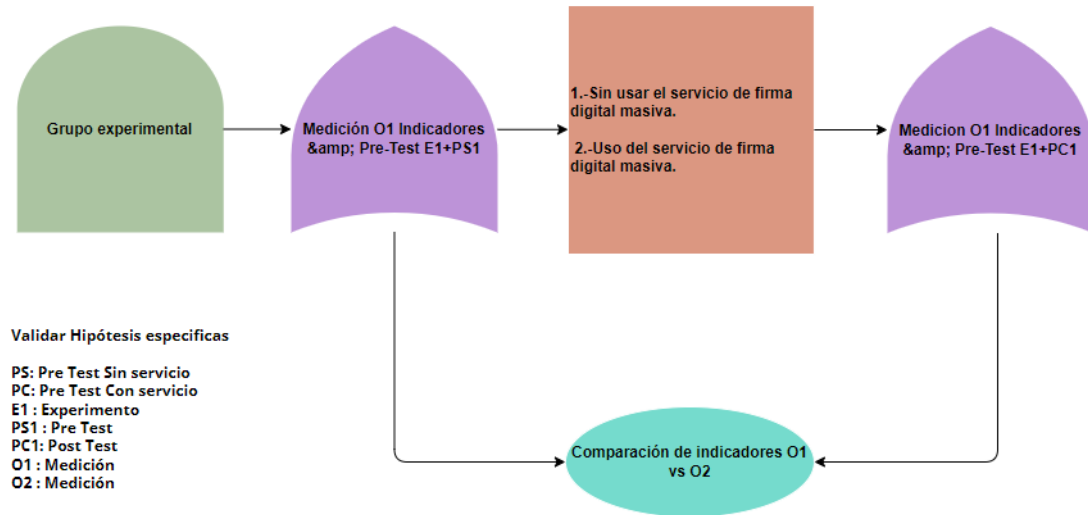 Grupo experimental
Medición O1 Indicadores
&amp; Pre-Test E1+PS1
1.-Sin usar el servicio de firma
digital masiva.
2.-Uso del servicio de firma
digital masiva.
Medicion O1 Indicadores
&amp; Pre-Test E1+PC1
Validar Hipótesis especificas
PS: Pre Test Sin servicio
PC: Pre Test Con servicio
E1 : Experimento
PS1 : Pre Test
PC1: Post Test
O1 : Medición
O2 : Medición
Comparación de indicadores O1
vs O2